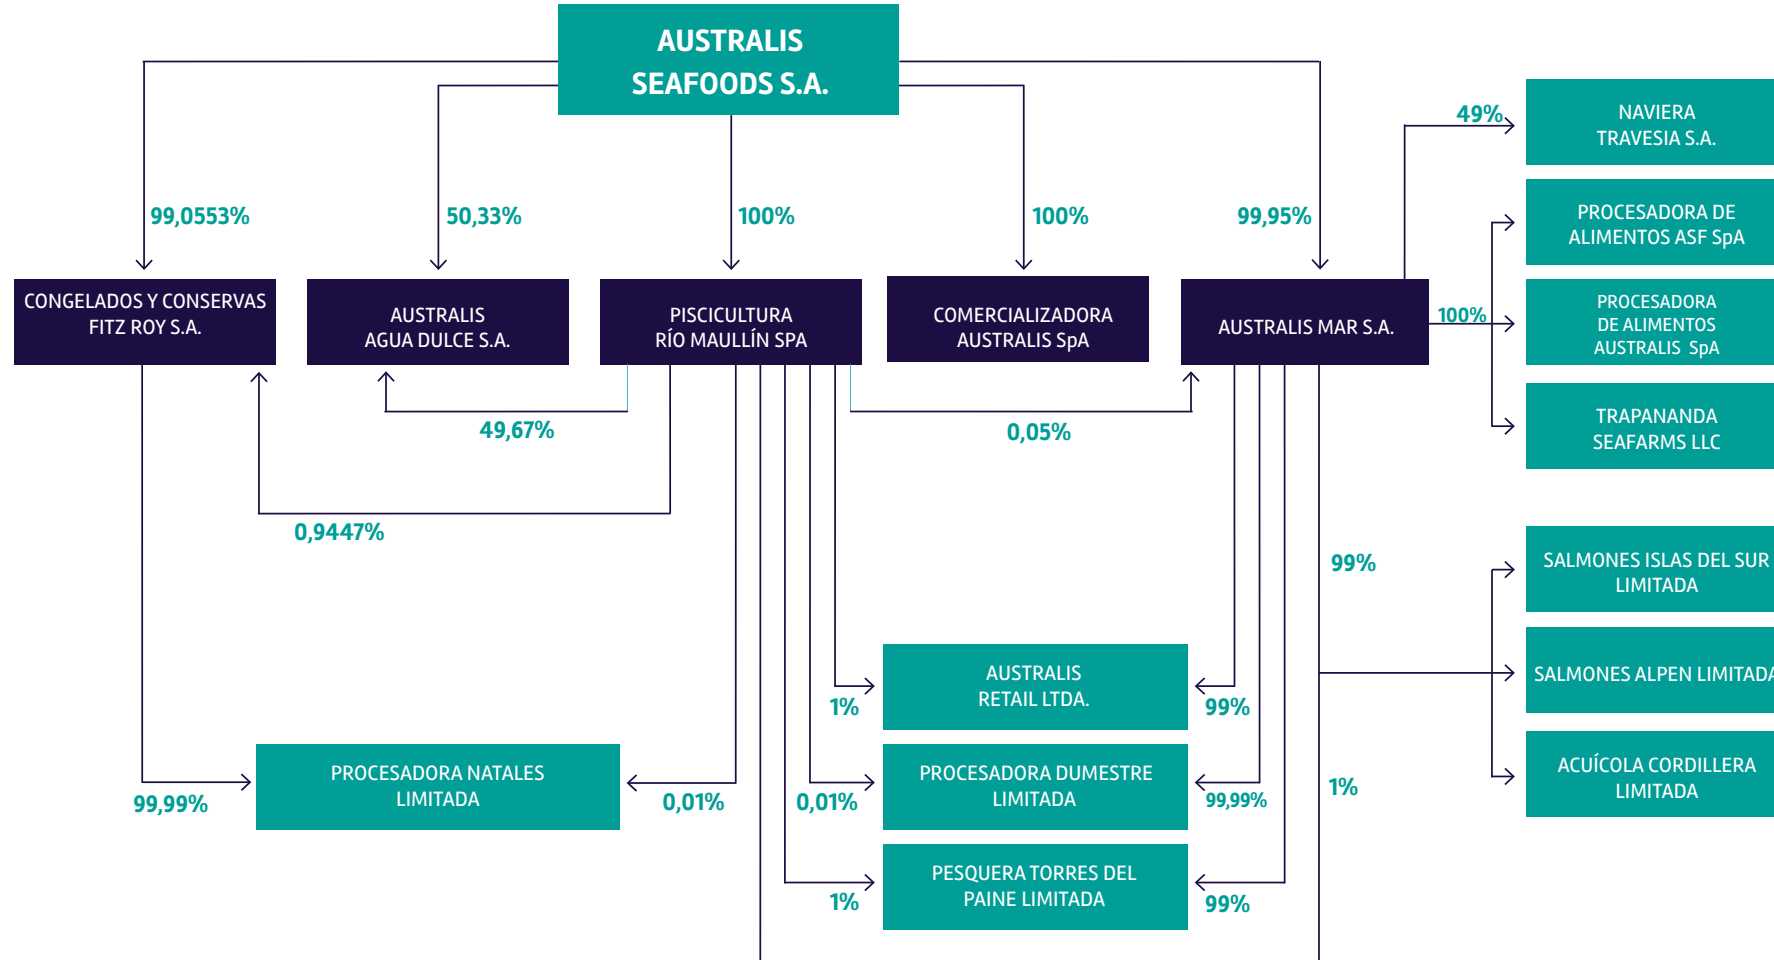 AUSTRALIS
SEAFOODS S.A.
49%
NAVIERA
TRAVESIA S.A.
99,0553%
50,33%
100%
100%
99,95%
PROCESADORA DE
ALIMENTOS ASF SpA
CONGELADOS Y CONSERVAS
FITZ ROY S.A.
AUSTRALIS
AGUA DULCE S.A.
PISCICULTURA
RÍO MAULLÍN SPA
COMERCIALIZADORA
AUSTRALIS SpA
AUSTRALIS MAR S.A.
100%
PROCESADORA
DE ALIMENTOS
AUSTRALIS SpA
49,67%
0,05%
TRAPANANDA
SEAFARMS LLC
0,9447%
99%
SALMONES ISLAS DEL SUR
LIMITADA
AUSTRALIS
RETAIL LTDA.
1%
99%
SALMONES ALPEN LIMITADA
PROCESADORA NATALES
LIMITADA
99,99%
0,01%
0,01%
PROCESADORA DUMESTRE
LIMITADA
99,99%
1%
ACUÍCOLA CORDILLERA
LIMITADA
PESQUERA TORRES DEL
PAINE LIMITADA
1%
99%